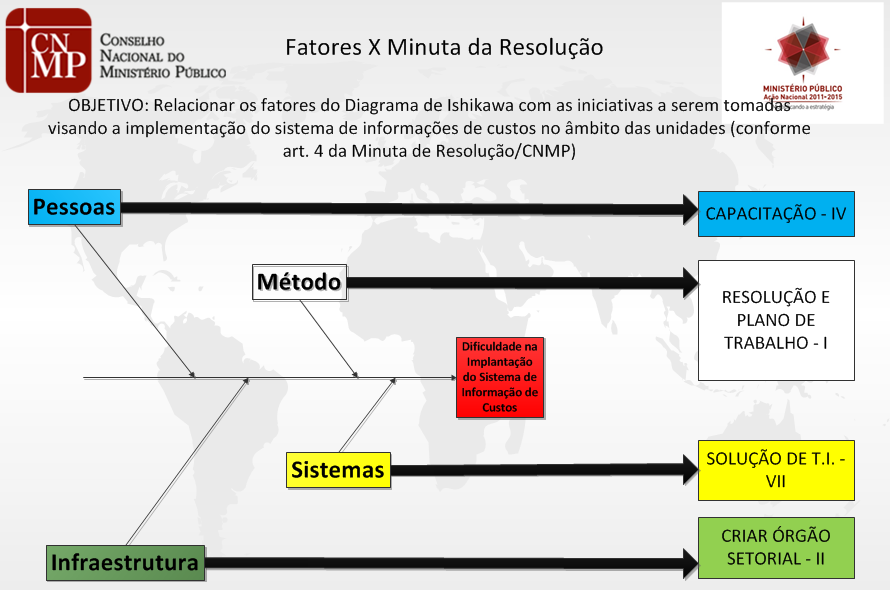 CN
MP
CONSELHO
NACIONAL DO
MINISTÉRIO PÚBLICO
Fatores X Minuta da Resolução
MINISTÉRIO PÚBLICO
Ação Nacional 2011-2015
a estratégia
OBJETIVO: Relacionar os fatores do Diagrama de Ishikawa com as iniciativas a serem tomadas
visando a implementação do sistema de informações de custos no âmbito das unidades (conforme
art. 4 da Minuta de Resolução/CNMP)
Pessoas
CAPACITAÇÃO - IV
Método
RESOLUÇÃO E
PLANO DE
TRABALHO - I
Dificuldade na
Implantação
do Sistema de
Informação de
Custos
Sistemas
SOLUÇÃO DE T.I. -
VII
Infraestrutura
CRIAR ÓRGÃO
SETORIAL - II